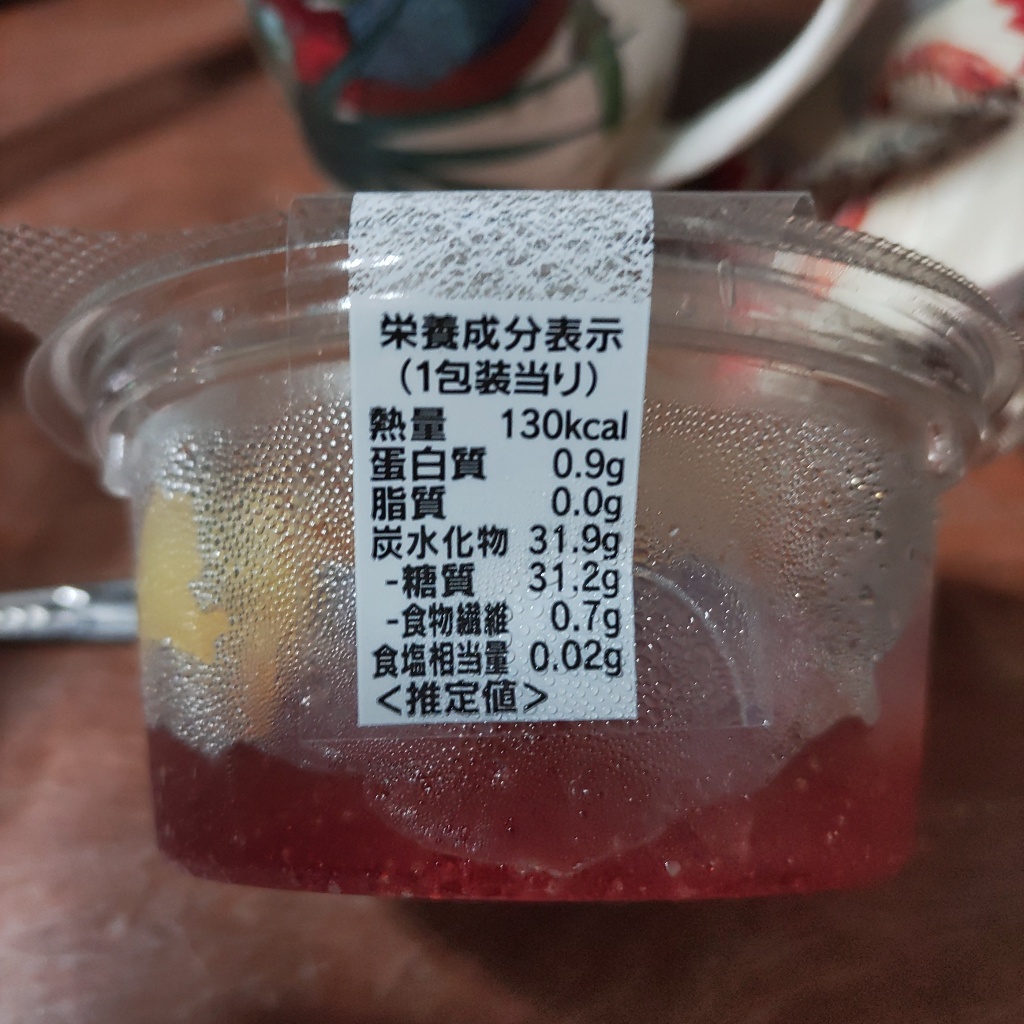 栄養成分表示
(1包装当り)
熱量 130kcal
蛋白質 0.9g
脂質 0.0g
炭水化物 31.9g
-糖質 31.2g
-食物繊維 0.7g
食塩相当量 0.02g
<推定値>